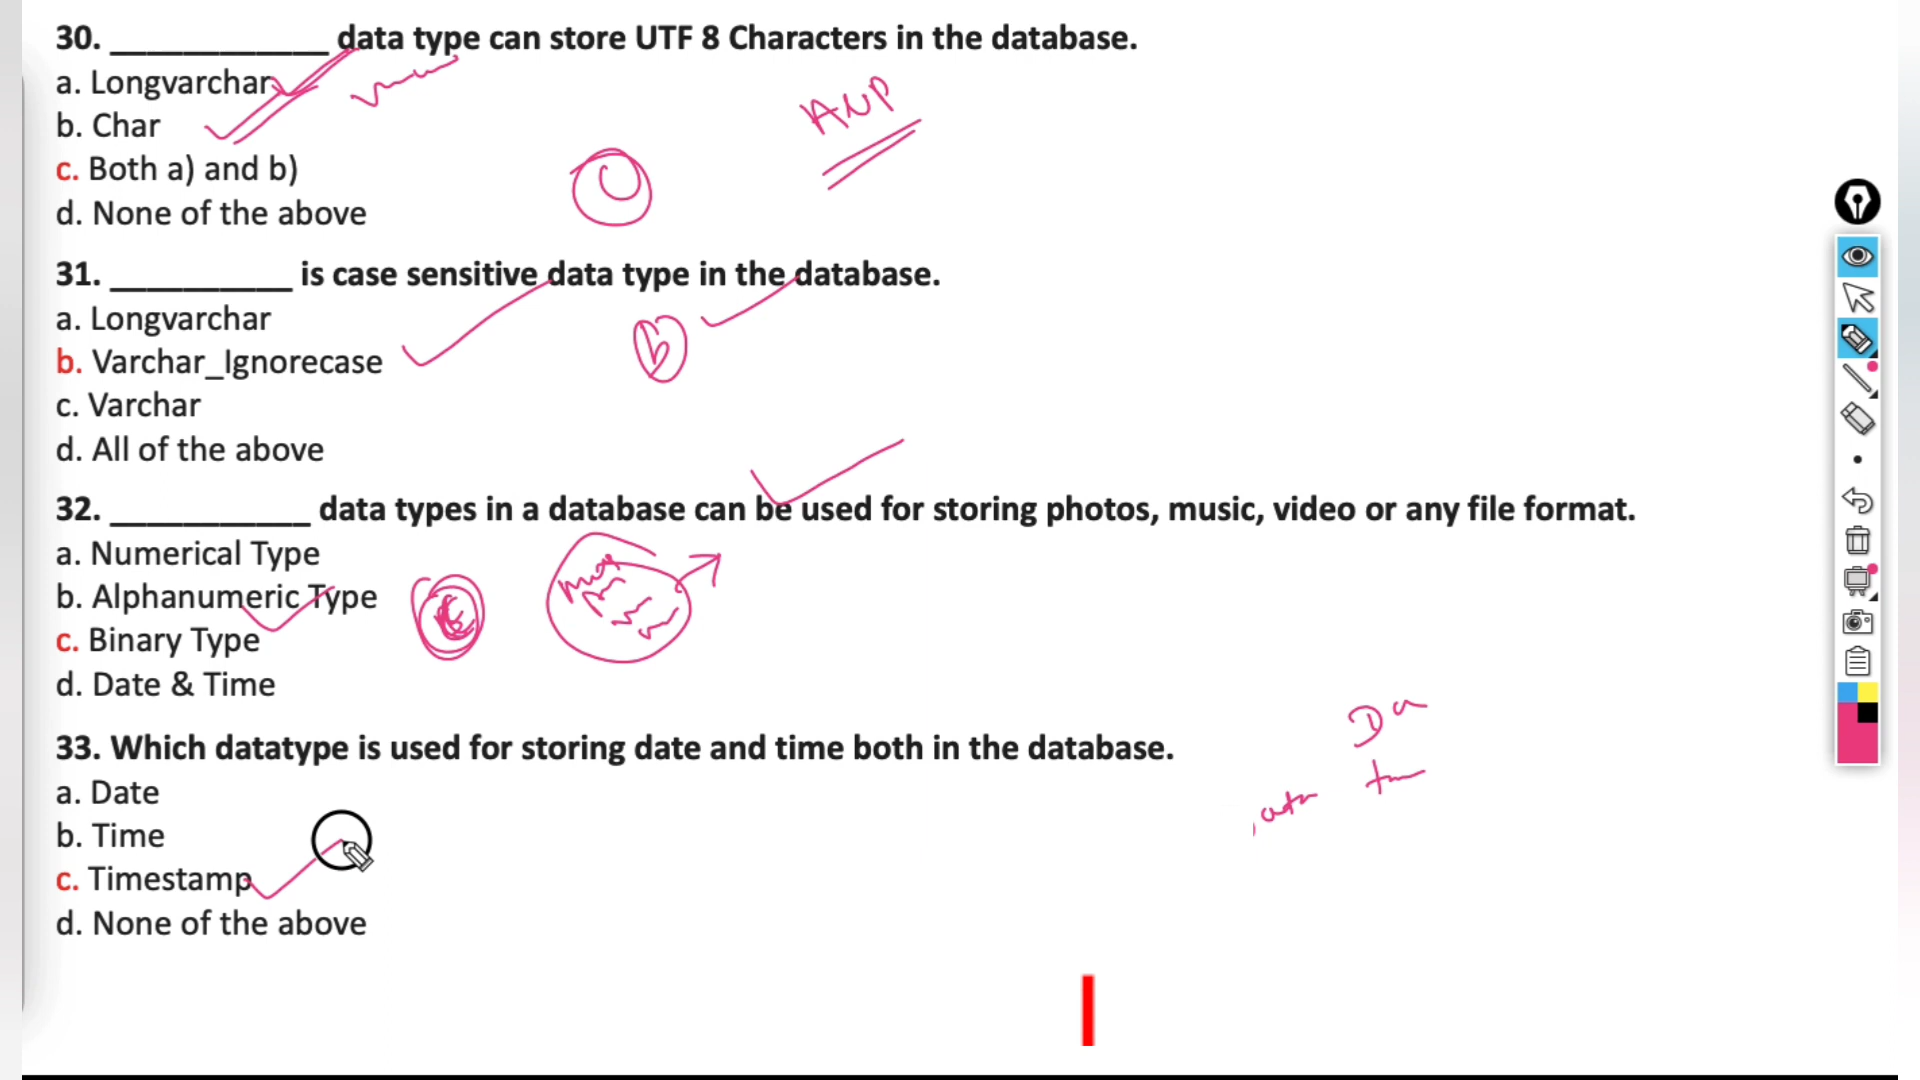 30. ____________ data type can store UTF 8 Characters in the database.
a. Longvarchar
b. Char
c. Both a) and b)
d. None of the above
ANP
C
31. __________ is case sensitive data type in the database.
a. Longvarchar
b. Varchar_Ignorecase
c. Varchar
d. All of the above
b
32. ___________ data types in a database can be used for storing photos, music, video or any file format.
a. Numerical Type
b. Alphanumeric Type
c. Binary Type
d. Date & Time
33. Which datatype is used for storing date and time both in the database.
a. Date
b. Time
c. Timestamp
d. None of the above
Da